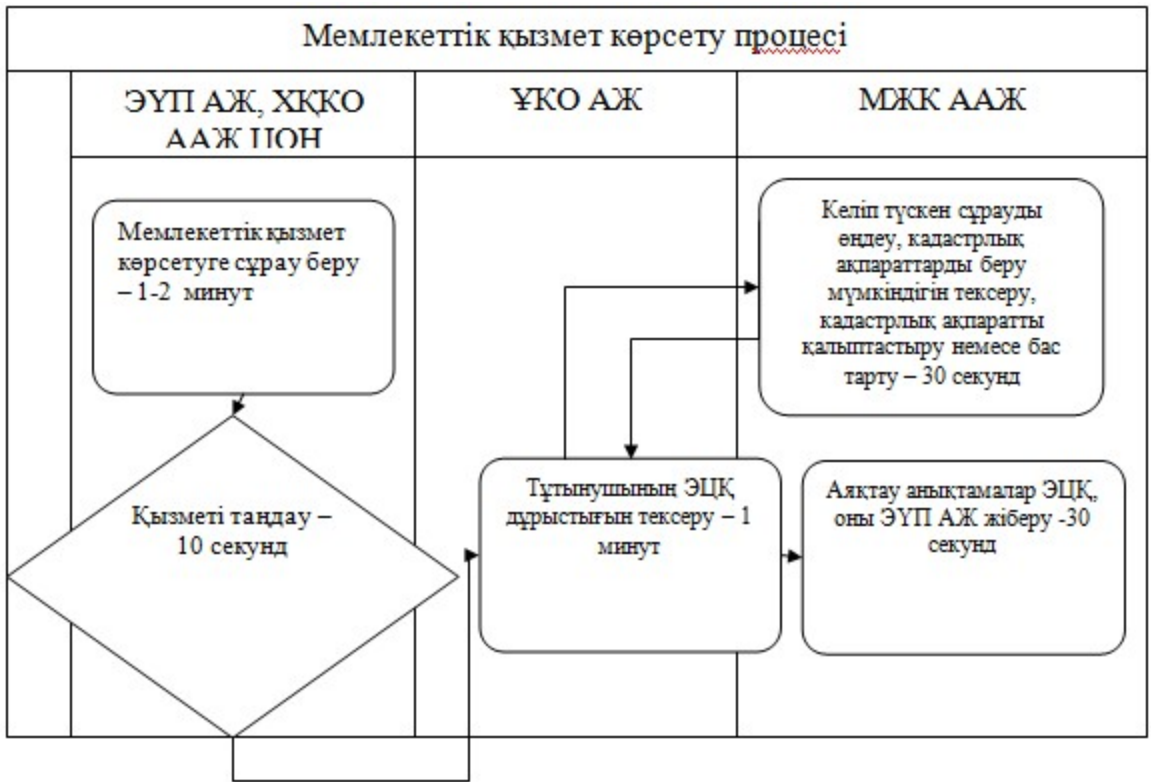 Мемлекеттік қызмет көрсету процесі
ЭҮП АЖ, ХҚКО
ААЖ ЦОН
ҰКО АЖ
МЖК ААЖ
Мемлекеттік қызмет
көрсетуге сұрау беру
– 1-2 минут
Қызметі таңдау –
10 секунд
Тұтынушының ЭЦҚ
дұрыстығын тексеру – 1
минут
Келіп түскен сұрауды
өңдеу, кадастрлық
ақпараттарды беру
мүмкіндігін тексеру,
кадастрлық ақпаратты
қалыптастыру немесе бас
тарту – 30 секунд
Аяқтау анықтамалар ЭЦҚ,
оны ЭҮП АЖ жіберу -30
секунд